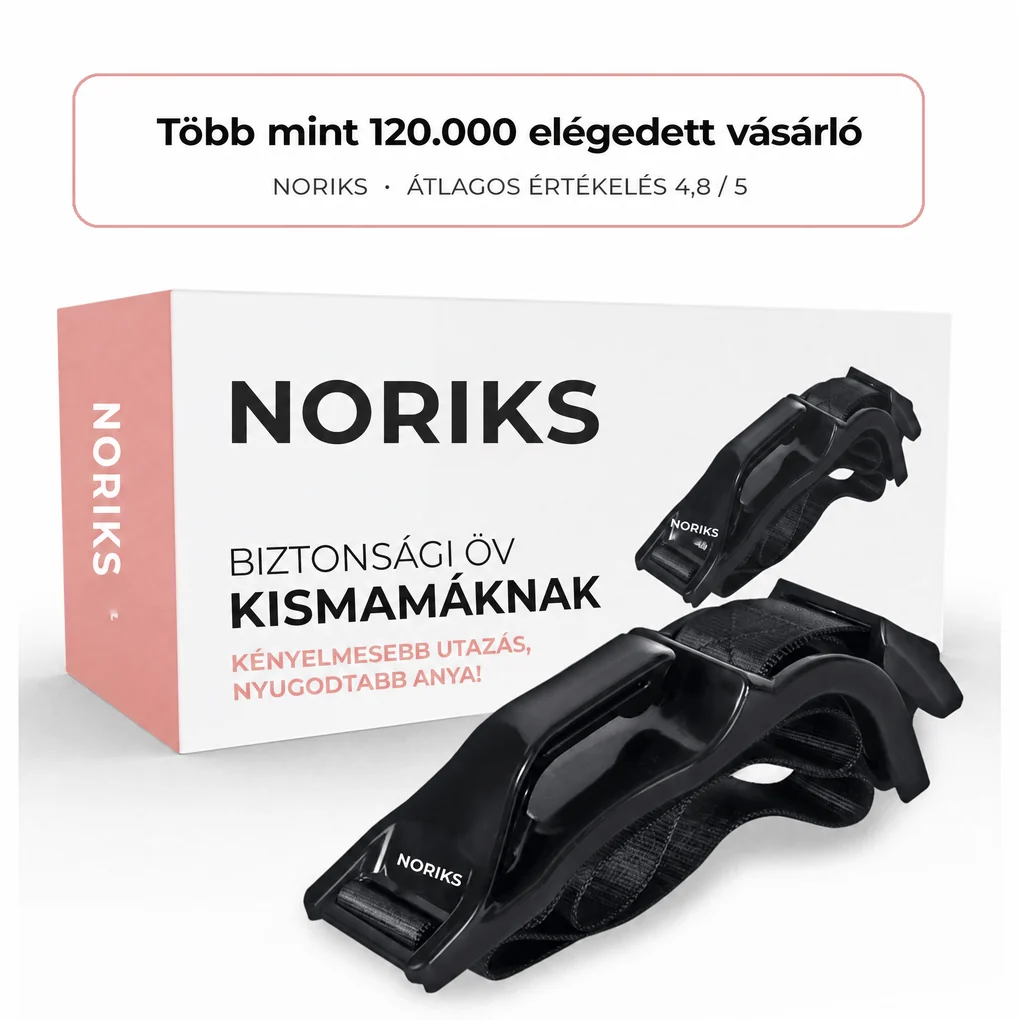 Több mint 120.000 elégedett vásárló
NORIKS • ÁTLAGOS ÉRTÉKELÉS 4,8 / 5
NORIKS
NORIKS
BIZTONSÁGI ÖV
KISMAMÁKNAK
KÉNYELMESEBB UTAZÁS,
NYUGODTABB ANYA!
NORIKS
NORIKS